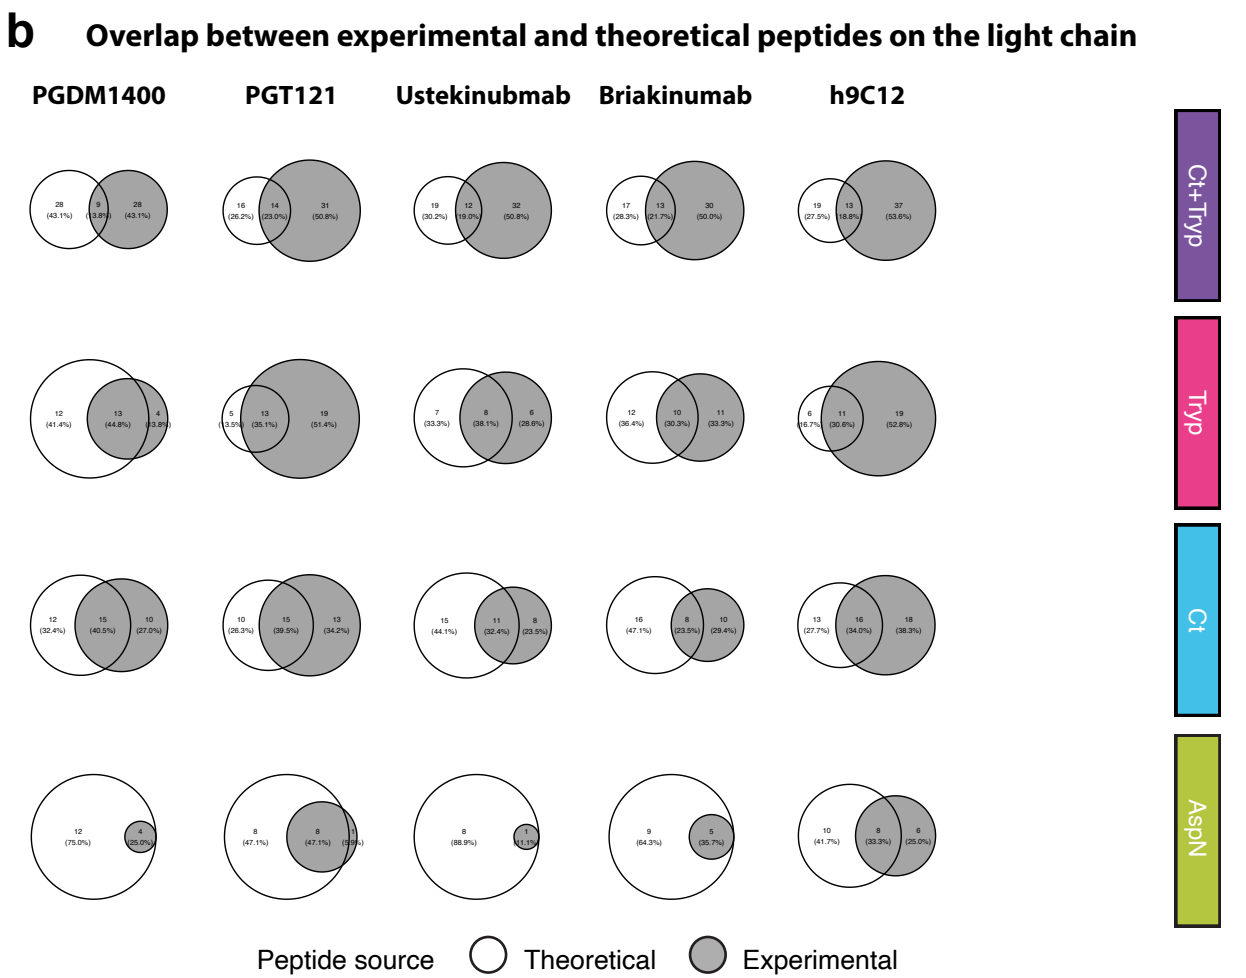 b Overlap between experimental and theoretical peptides on the light chain
PGDM1400 PGT121 Ustekinubmab Briakinumab h9C12
28 9 28 16 14 31 19 12 32 17 13 30 19 13 37
(43.1%) (13.8%) (43.1%) (26.2%) (23.0%) (50.8%) (30.2%) (19.0%) (50.8%) (28.3%) (21.7%) (50.0%) (27.5%) (18.8%) (53.6%)
Ct+Tryp
12 13 4 5 13 19 7 8 6 12 10 11 6 11 19
(41.4%) (44.8%) (13.8%) (13.5%) (35.1%) (51.4%) (33.3%) (38.1%) (28.6%) (36.4%) (30.3%) (33.3%) (16.7%) (30.6%) (52.8%)
Tryp
12 15 10 10 15 13 15 11 8 16 8 10 13 16 18
(32.4%) (40.5%) (27.0%) (26.3%) (39.5%) (34.2%) (44.1%) (32.4%) (23.5%) (47.1%) (23.5%) (29.4%) (27.7%) (34.0%) (38.3%)
Ct
12 4 8 8 1 8 1 9 5 10 8 6
(75.0%) (25.0%) (47.1%) (47.1%) (5.9%) (88.9%) (11.1%) (64.3%) (35.7%) (41.7%) (33.3%) (25.0%)
AspN
Peptide source Theoretical Experimental